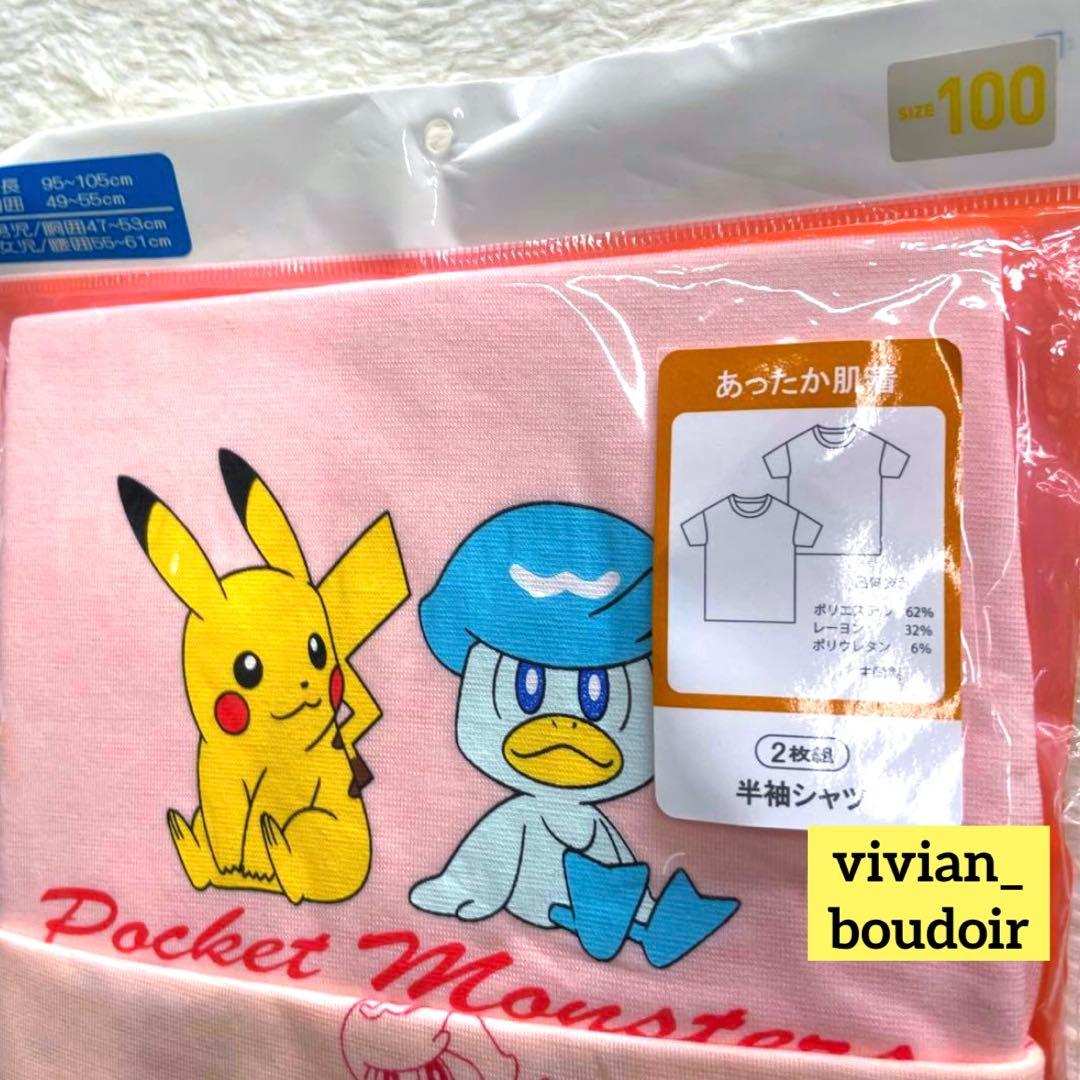 SIZE 100
長 95~105cm
囲 49~55cm
男児/胴囲47~53cm
女児/腰囲55~61cm
あったか肌着
ポリエステル 62%
レーヨン 32%
ポリウレタン 6%
2枚組
半袖シャツ
Pocket Monsters
vivian_
boudoir